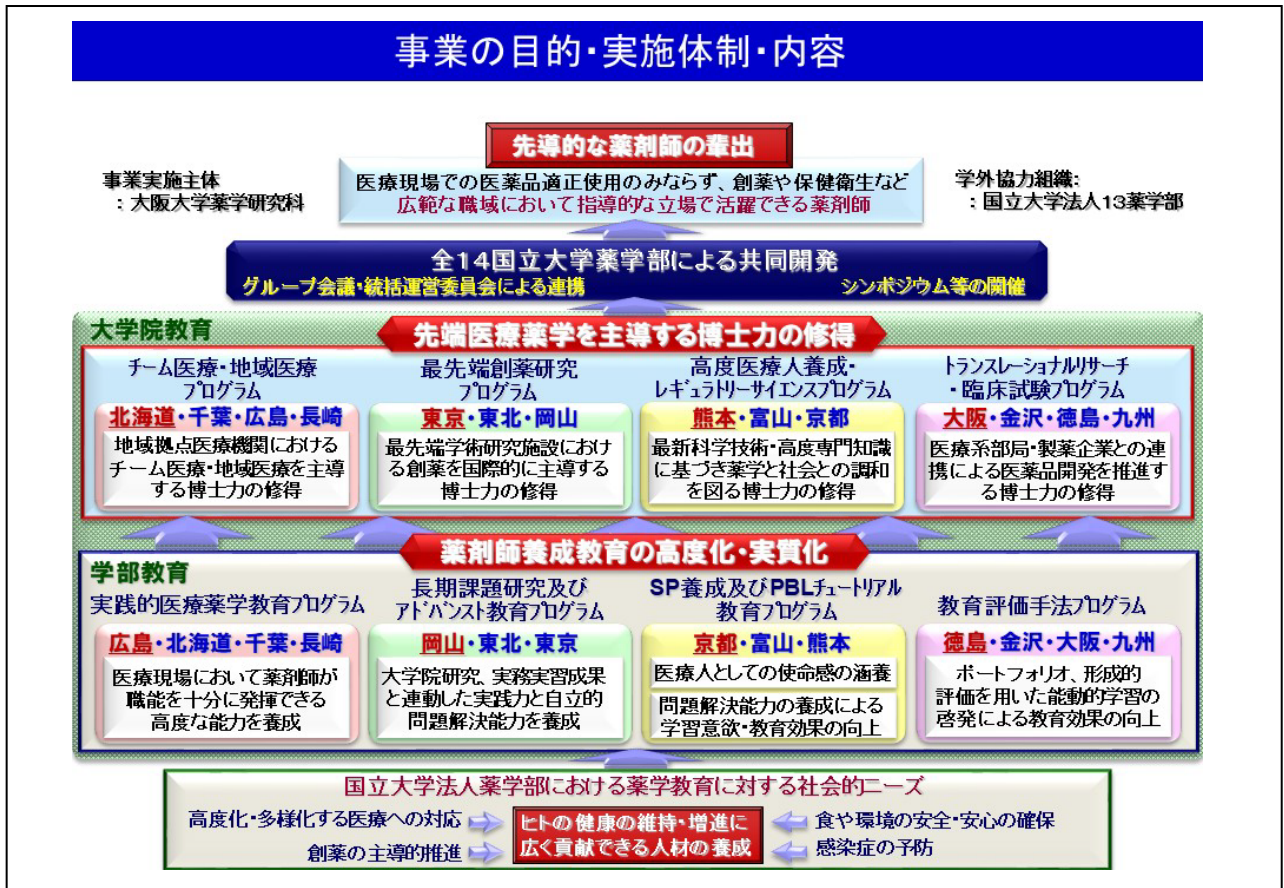 事業の目的・実施体制・内容
先導的な薬剤師の輩出
事業実施主体
：大阪大学薬学研究科
医療現場での医薬品適正使用のみならず、創薬や保健衛生など
広範な職域において指導的な立場で活躍できる薬剤師
学外協力組織:
：国立大学法人13薬学部
全14国立大学薬学部による共同開発
グループ会議・統括運営委員会による連携
シンポジウム等の開催
大学院教育
先端医療薬学を主導する博士力の修得
チーム医療・地域医療
プログラム
北海道・千葉・広島・長崎
地域拠点医療機関における
チーム医療・地域医療を主導
する博士力の修得
最先端創薬研究
プログラム
東京・東北・岡山
最先端学術研究施設におけ
る創薬を国際的に主導する
博士力の修得
高度医療人養成・
レギュラトリーサイエンスプログラム
熊本・富山・京都
最新科学技術・高度専門知識
に基づき薬学と社会との調和
を図る博士力の修得
トランスレーショナルリサーチ
・臨床試験プログラム
大阪・金沢・徳島・九州
医療系部局・製薬企業との連
携による医薬品開発を推進す
る博士力の修得
薬剤師養成教育の高度化・実質化
学部教育
実践的医療薬学教育プログラム
広島・北海道・千葉・長崎
医療現場において薬剤師が
職能を十分に発揮できる
高度な能力を養成
長期課題研究及び
アドバンスト教育プログラム
岡山・東北・東京
大学院研究、実務実習成果
と連動した実践力と自立的
問題解決能力を養成
SP養成及びPBLチュートリアル
教育プログラム
京都・富山・熊本
医療人としての使命感の涵養
問題解決能力の養成による
学習意欲・教育効果の向上
教育評価手法プログラム
徳島・金沢・大阪・九州
ポートフォリオ、形成的
評価を用いた能動的学習の
啓発による教育効果の向上
国立大学法人薬学部における薬学教育に対する社会的ニーズ
高度化・多様化する医療への対応
創薬の主導的推進
ヒトの健康の維持・増進に
広く貢献できる人材の養成
食や環境の安全・安心の確保
感染症の予防